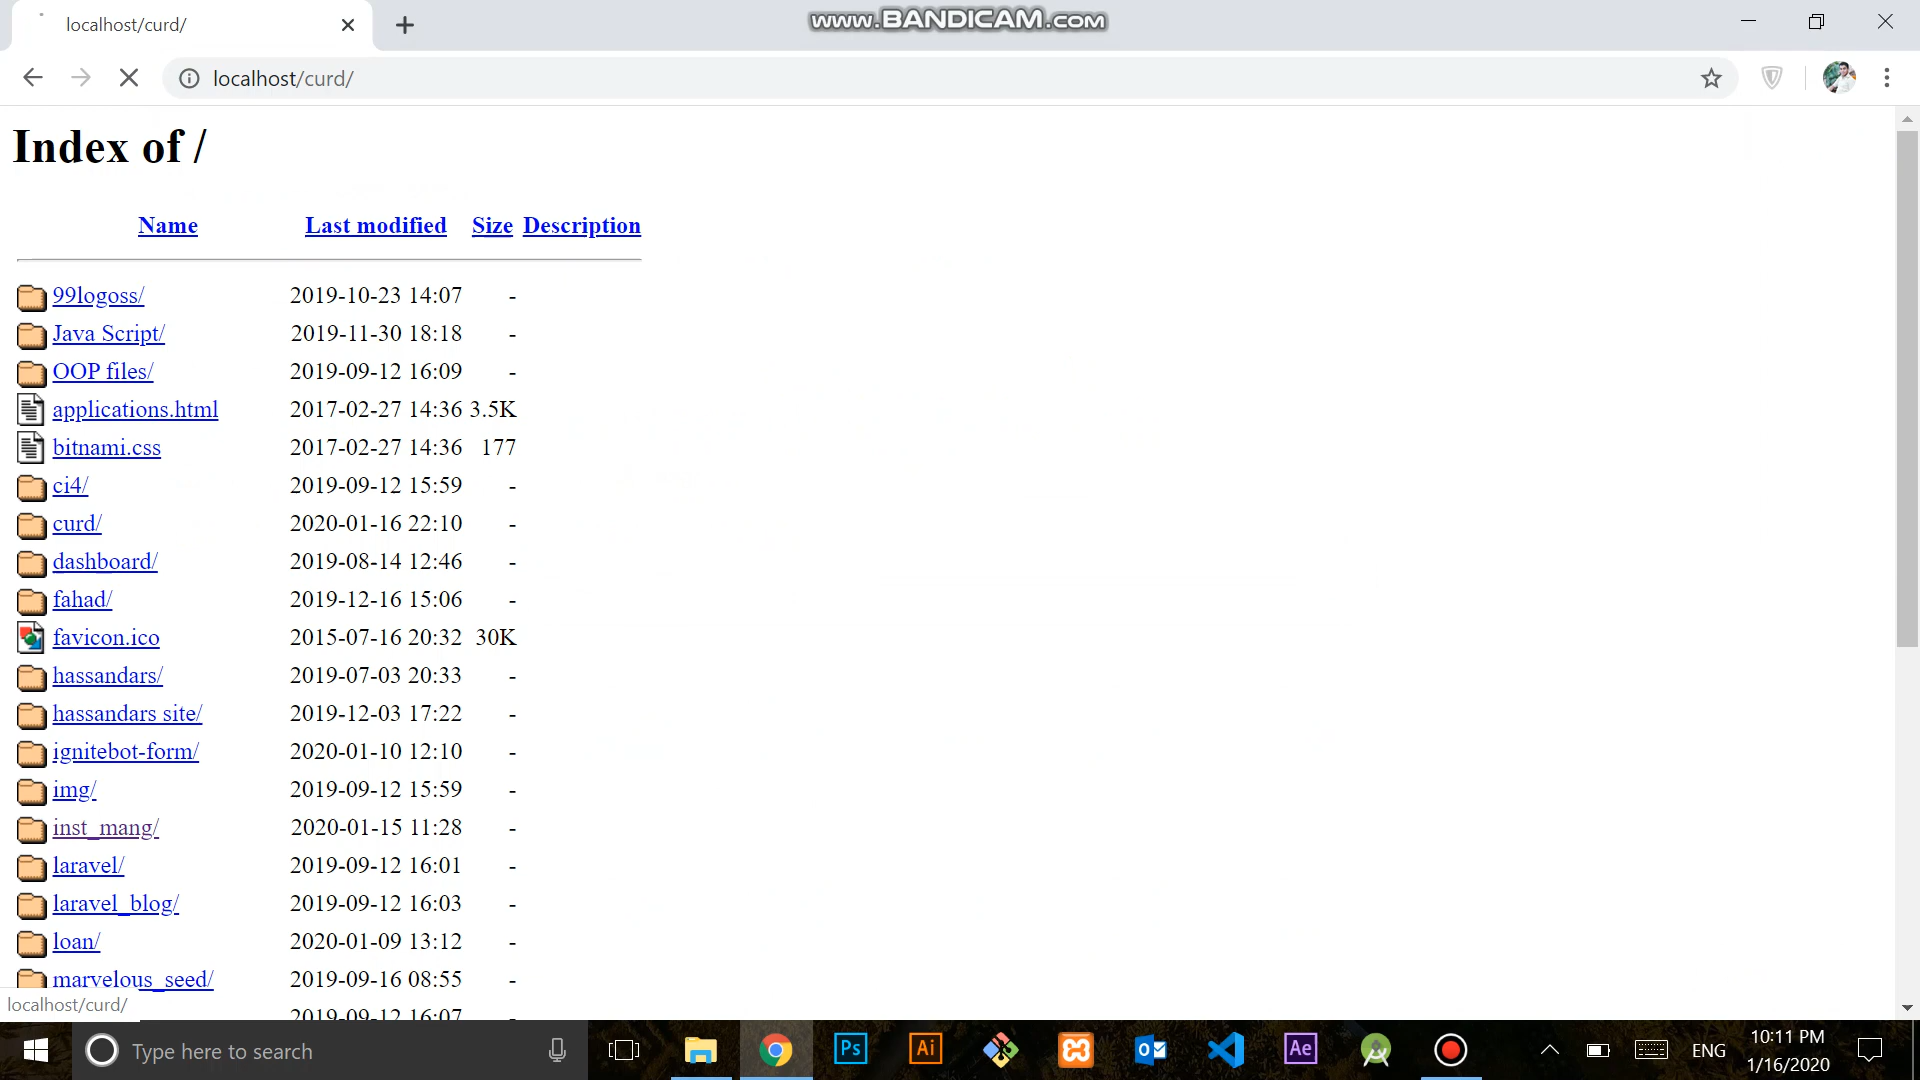 localhost/curd/
www.BANDICAM.com
localhost/curd/
Index of /
Name Last modified Size Description
99logoss/ 2019-10-23 14:07 -
Java Script/ 2019-11-30 18:18 -
OOP files/ 2019-09-12 16:09 -
applications.html 2017-02-27 14:36 3.5K
bitnami.css 2017-02-27 14:36 177
ci4/ 2019-09-12 15:59 -
curd/ 2020-01-16 22:10 -
dashboard/ 2019-08-14 12:46 -
fahad/ 2019-12-16 15:06 -
favicon.ico 2015-07-16 20:32 30K
hassandars/ 2019-07-03 20:33 -
hassandars site/ 2019-12-03 17:22 -
ignitebot-form/ 2020-01-10 12:10 -
img/ 2019-09-12 15:59 -
inst_mang/ 2020-01-15 11:28 -
laravel/ 2019-09-12 16:01 -
laravel_blog/ 2019-09-12 16:03 -
loan/ 2020-01-09 13:12 -
marvelous_seed/ 2019-09-16 08:55 -
localhost/curd/
2019-09-12 16:07 -
Type here to search
Ps
Ai
Ae
ENG
10:11 PM
1/16/2020